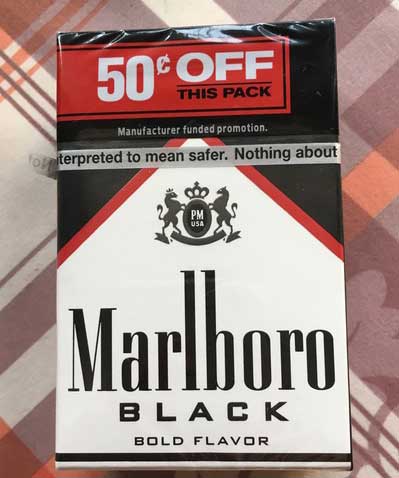 50¢ OFF
THIS PACK
Manufacturer funded promotion.
terpreted to mean safer. Nothing about
PM
USA
Marlboro
BLACK
BOLD FLAVOR